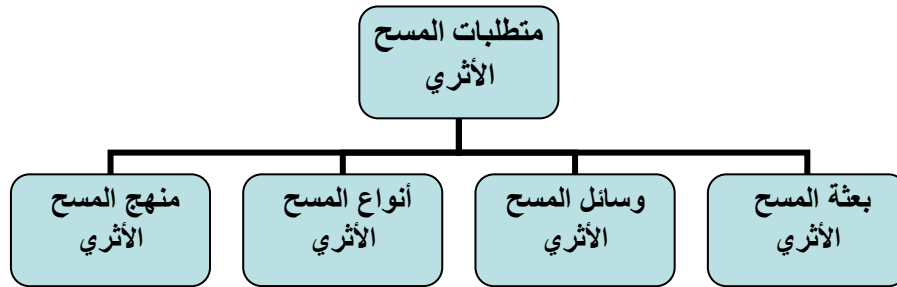 متطلبات المسح
الأثري
بعثة المسح
الأثري
وسائل المسح
الأثري
أنواع المسح
الأثري
منهج المسح
الأثري